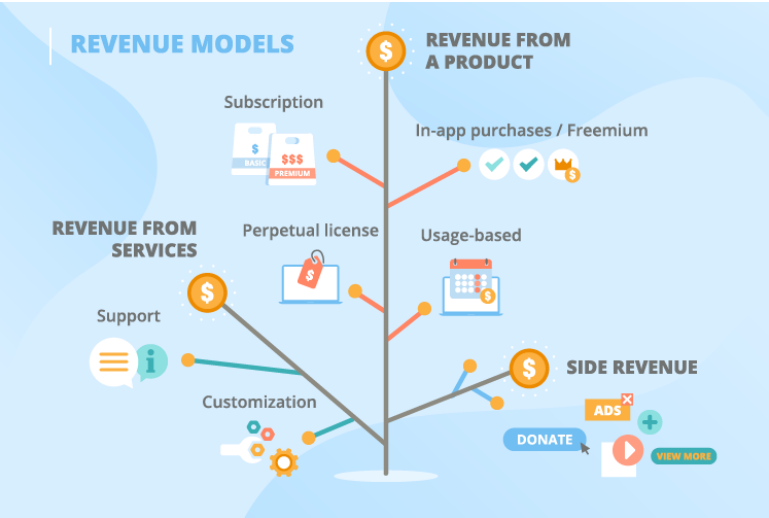 REVENUE MODELS
$
REVENUE FROM
A PRODUCT
Subscription
$
BASIC
$$$
PREMIUM
In-app purchases / Freemium
$
REVENUE FROM
SERVICES
$
Perpetual license
$
Usage-based
$
Support
i
Customization
$
SIDE REVENUE
ADS
DONATE
VIEW MORE